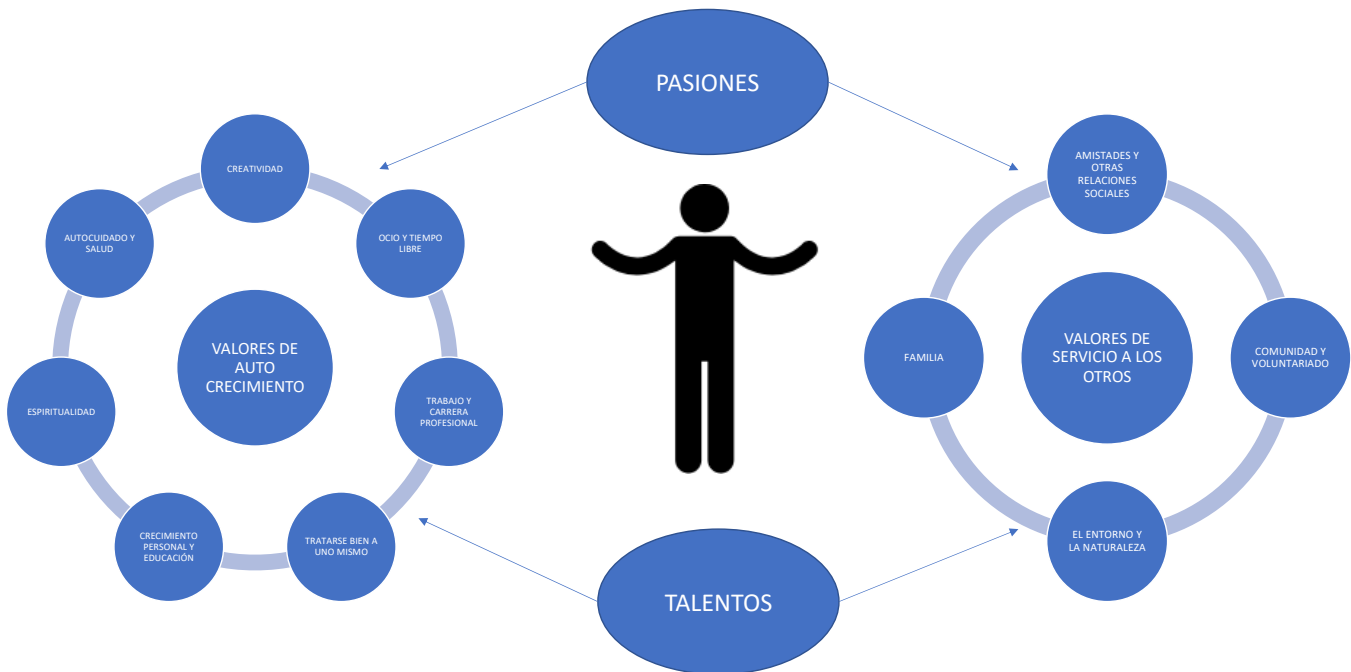 PASIONES
CREATIVIDAD
OCIO Y TIEMPO
LIBRE
TRABAJO Y
CARRERA
PROFESIONAL
TRATARSE BIEN A
UNO MISMO
CRECIMIENTO
PERSONAL Y
EDUCACIÓN
ESPIRITUALIDAD
AUTOCUIDADO Y
SALUD
VALORES DE
AUTO
CRECIMIENTO
AMISTADES Y
OTRAS
RELACIONES
SOCIALES
COMUNIDAD Y
VOLUNTARIADO
EL ENTORNO Y
LA NATURALEZA
FAMILIA
VALORES DE
SERVICIO A LOS
OTROS
TALENTOS